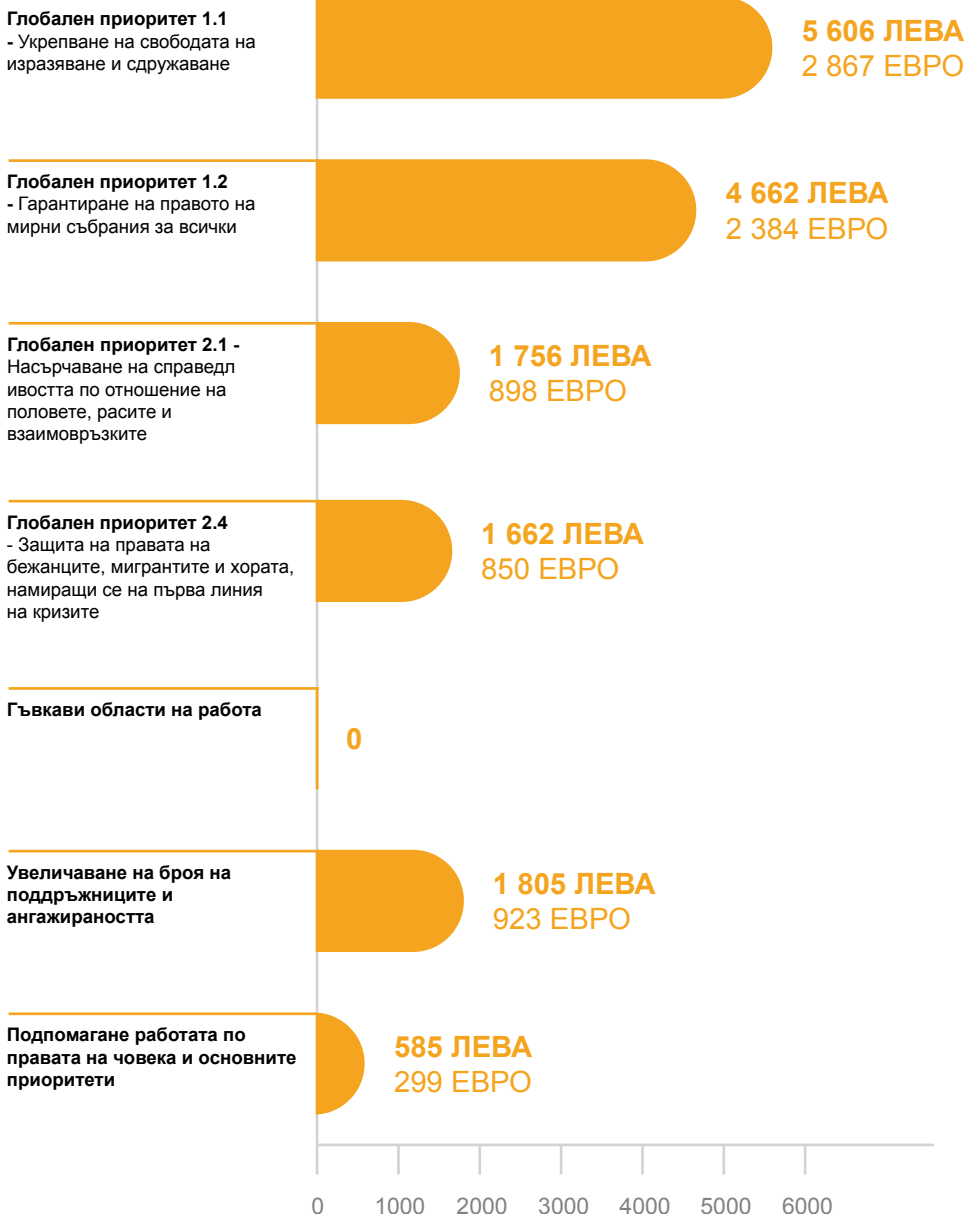 Глобален приоритет 1.1
- Укрепване на свободата на
изразяване и сдружаване
5 606 ЛЕВА
2 867 ЕВРО
Глобален приоритет 1.2
- Гарантиране на правото на
мирни събрания за всички
4 662 ЛЕВА
2 384 ЕВРО
Глобален приоритет 2.1 -
Насърчаване на справедл
ивостта по отношение на
половете, расите и
взаимовръзките
1 756 ЛЕВА
898 ЕВРО
Глобален приоритет 2.4
- Защита на правата на
бежанците, мигрантите и хората,
намиращи се на първа линия
на кризите
1 662 ЛЕВА
850 ЕВРО
Гъвкави области на работа
0
Увеличаване на броя на
поддръжниците и
ангажираността
1 805 ЛЕВА
923 ЕВРО
Подпомагане работата по
правата на човека и основните
приоритети
585 ЛЕВА
299 ЕВРО
0 1000 2000 3000 4000 5000 6000